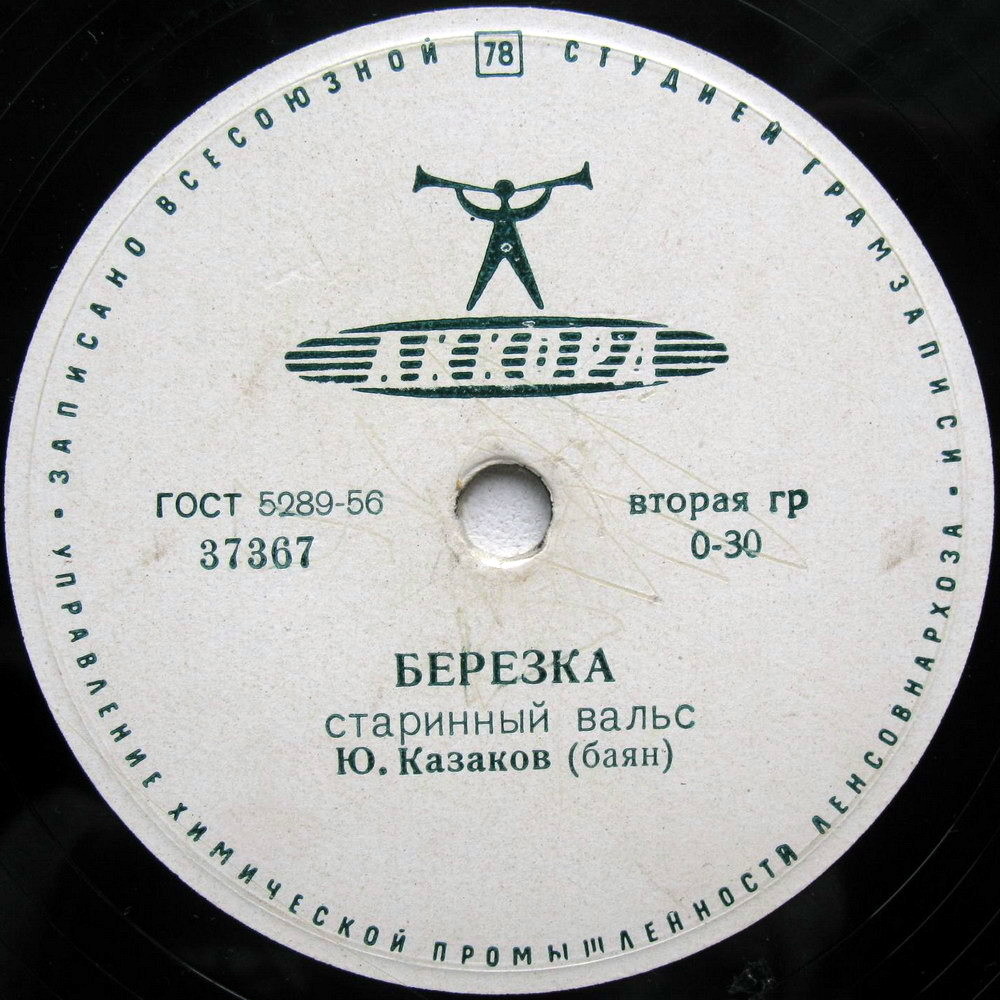 ЗАПИСАНО ВСЕСОЮЗНОЙ 78 СТУДИЕЙ ГРАМЗАПИСИ
АККОРД
ГОСТ 5289-56
37367
вторая гр
0-30
БЕРЕЗКА
старинный вальс
Ю. Казаков (баян)
УПРАВЛЕНИЕ ХИМИЧЕСКОЙ ПРОМЫШЛЕННОСТИ ЛЕНСОВНАРХОЗА